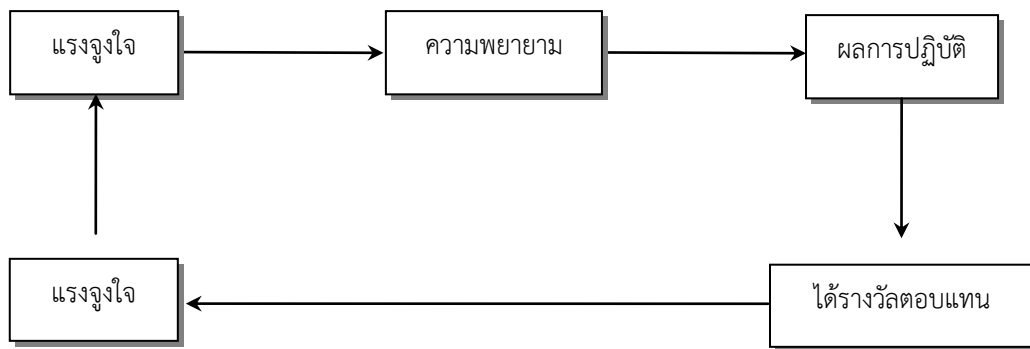 แรงจูงใจ
ความพยายาม
ผลการปฏิบัติ
แรงจูงใจ
ได้รางวัลตอบแทน